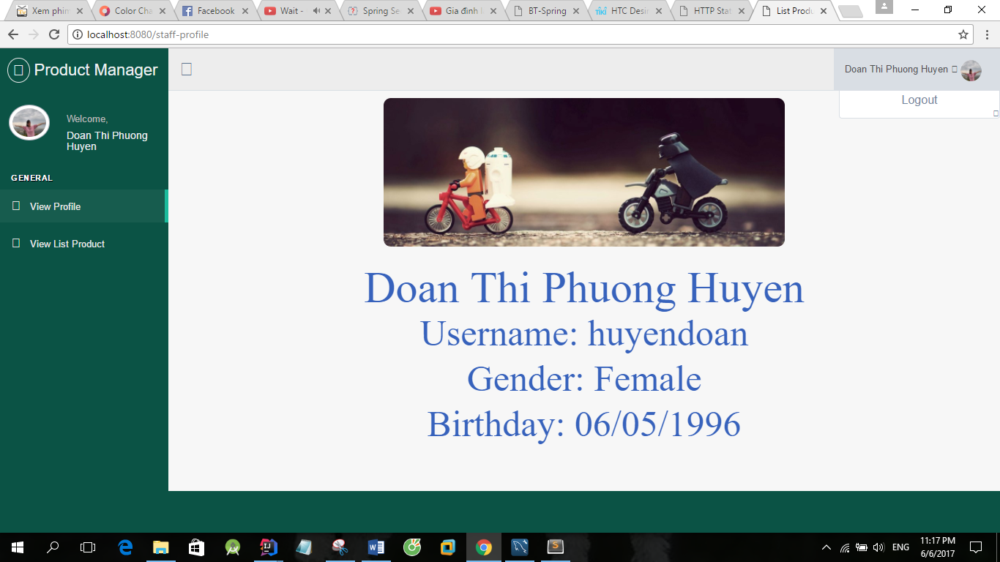 Xem phim
Color Cha
Facebook
Wait -
Spring Se
Gia đình l
BT-Spring
tiki
HTC Desir
HTTP Stat
List Produ
localhost:8080/staff-profile
Product Manager
Doan Thi Phuong Huyen
Logout
Welcome,
Doan Thi Phuong
Huyen
GENERAL
View Profile
View List Product
Doan Thi Phuong Huyen
Username: huyendoan
Gender: Female
Birthday: 06/05/1996
ENG
11:17 PM
6/6/2017